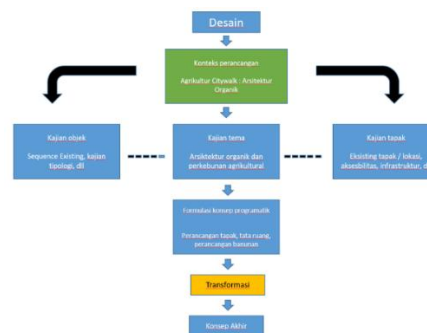 Desain
Konteks perancangan
Agrikultur Citywalk : Arsitektur
Organik
Kajian objek
Sequence Existing, kajian
tipologi, dll
Kajian tema
Arsiktektur organik dan
perkabunan agrikultural
Kajian tapak
Eksisting tapak / lokasi,
aksesbilitas, infrastruktur, d
Formulasi konsep programatik
Perancangan tapak, tata ruang,
perancangan bangunan
Transformasi
Konsep Akhir